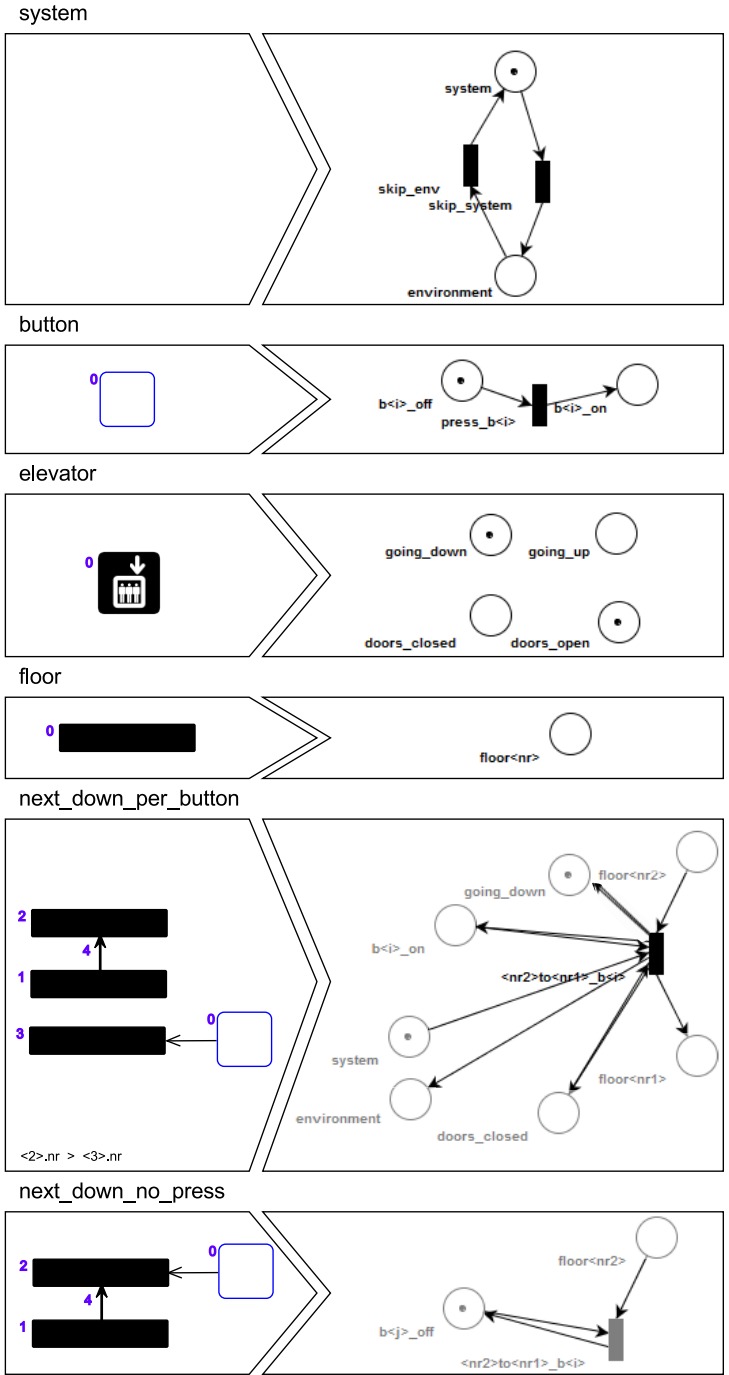 system
system
skip_env
skip_system
environment
button
0
b<i>_off
press_b<i>
b<i>_on
elevator
0
going_down
going_up
doors_closed
doors_open
floor
0
floor<nr>
next_down_per_button
2
4
1
3
0
<2>.nr > <3>.nr
going_down
floor<nr2>
b<i>_on
<nr2>to<nr1>_b<i>
system
environment
floor<nr1>
doors_closed
next_down_no_press
2
0
4
1
floor<nr2>
b<j>_off
<nr2>to<nr1>_b<i>